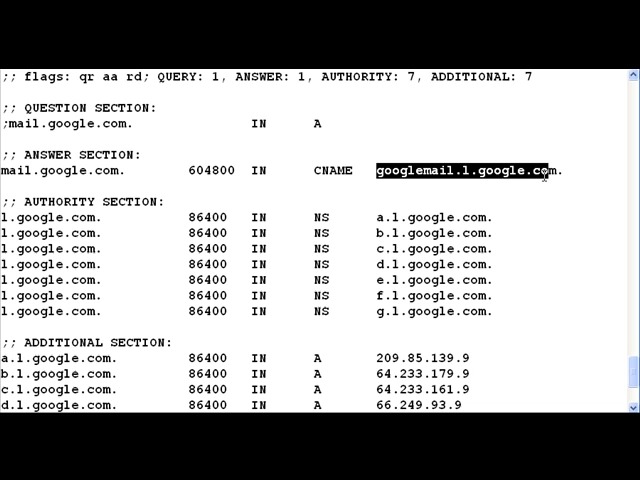 ;; flags: qr aa rd; QUERY: 1, ANSWER: 1, AUTHORITY: 7, ADDITIONAL: 7
;; QUESTION SECTION:
;mail.google.com. IN A
;; ANSWER SECTION:
mail.google.com. 604800 IN CNAME googlemail.l.google.com.
;; AUTHORITY SECTION:
l.google.com. 86400 IN NS a.l.google.com.
l.google.com. 86400 IN NS b.l.google.com.
l.google.com. 86400 IN NS c.l.google.com.
l.google.com. 86400 IN NS d.l.google.com.
l.google.com. 86400 IN NS e.l.google.com.
l.google.com. 86400 IN NS f.l.google.com.
l.google.com. 86400 IN NS g.l.google.com.
;; ADDITIONAL SECTION:
a.l.google.com. 86400 IN A 209.85.139.9
b.l.google.com. 86400 IN A 64.233.179.9
c.l.google.com. 86400 IN A 64.233.161.9
d.l.google.com. 86400 IN A 66.249.93.9